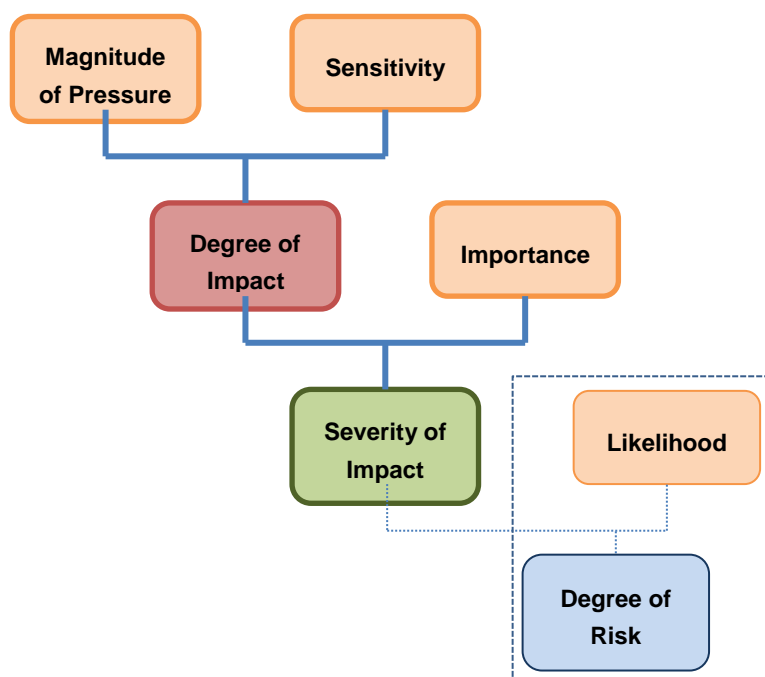 Magnitude
of Pressure
Sensitivity
Degree of
Impact
Importance
Severity of
Impact
Likelihood
Degree of
Risk